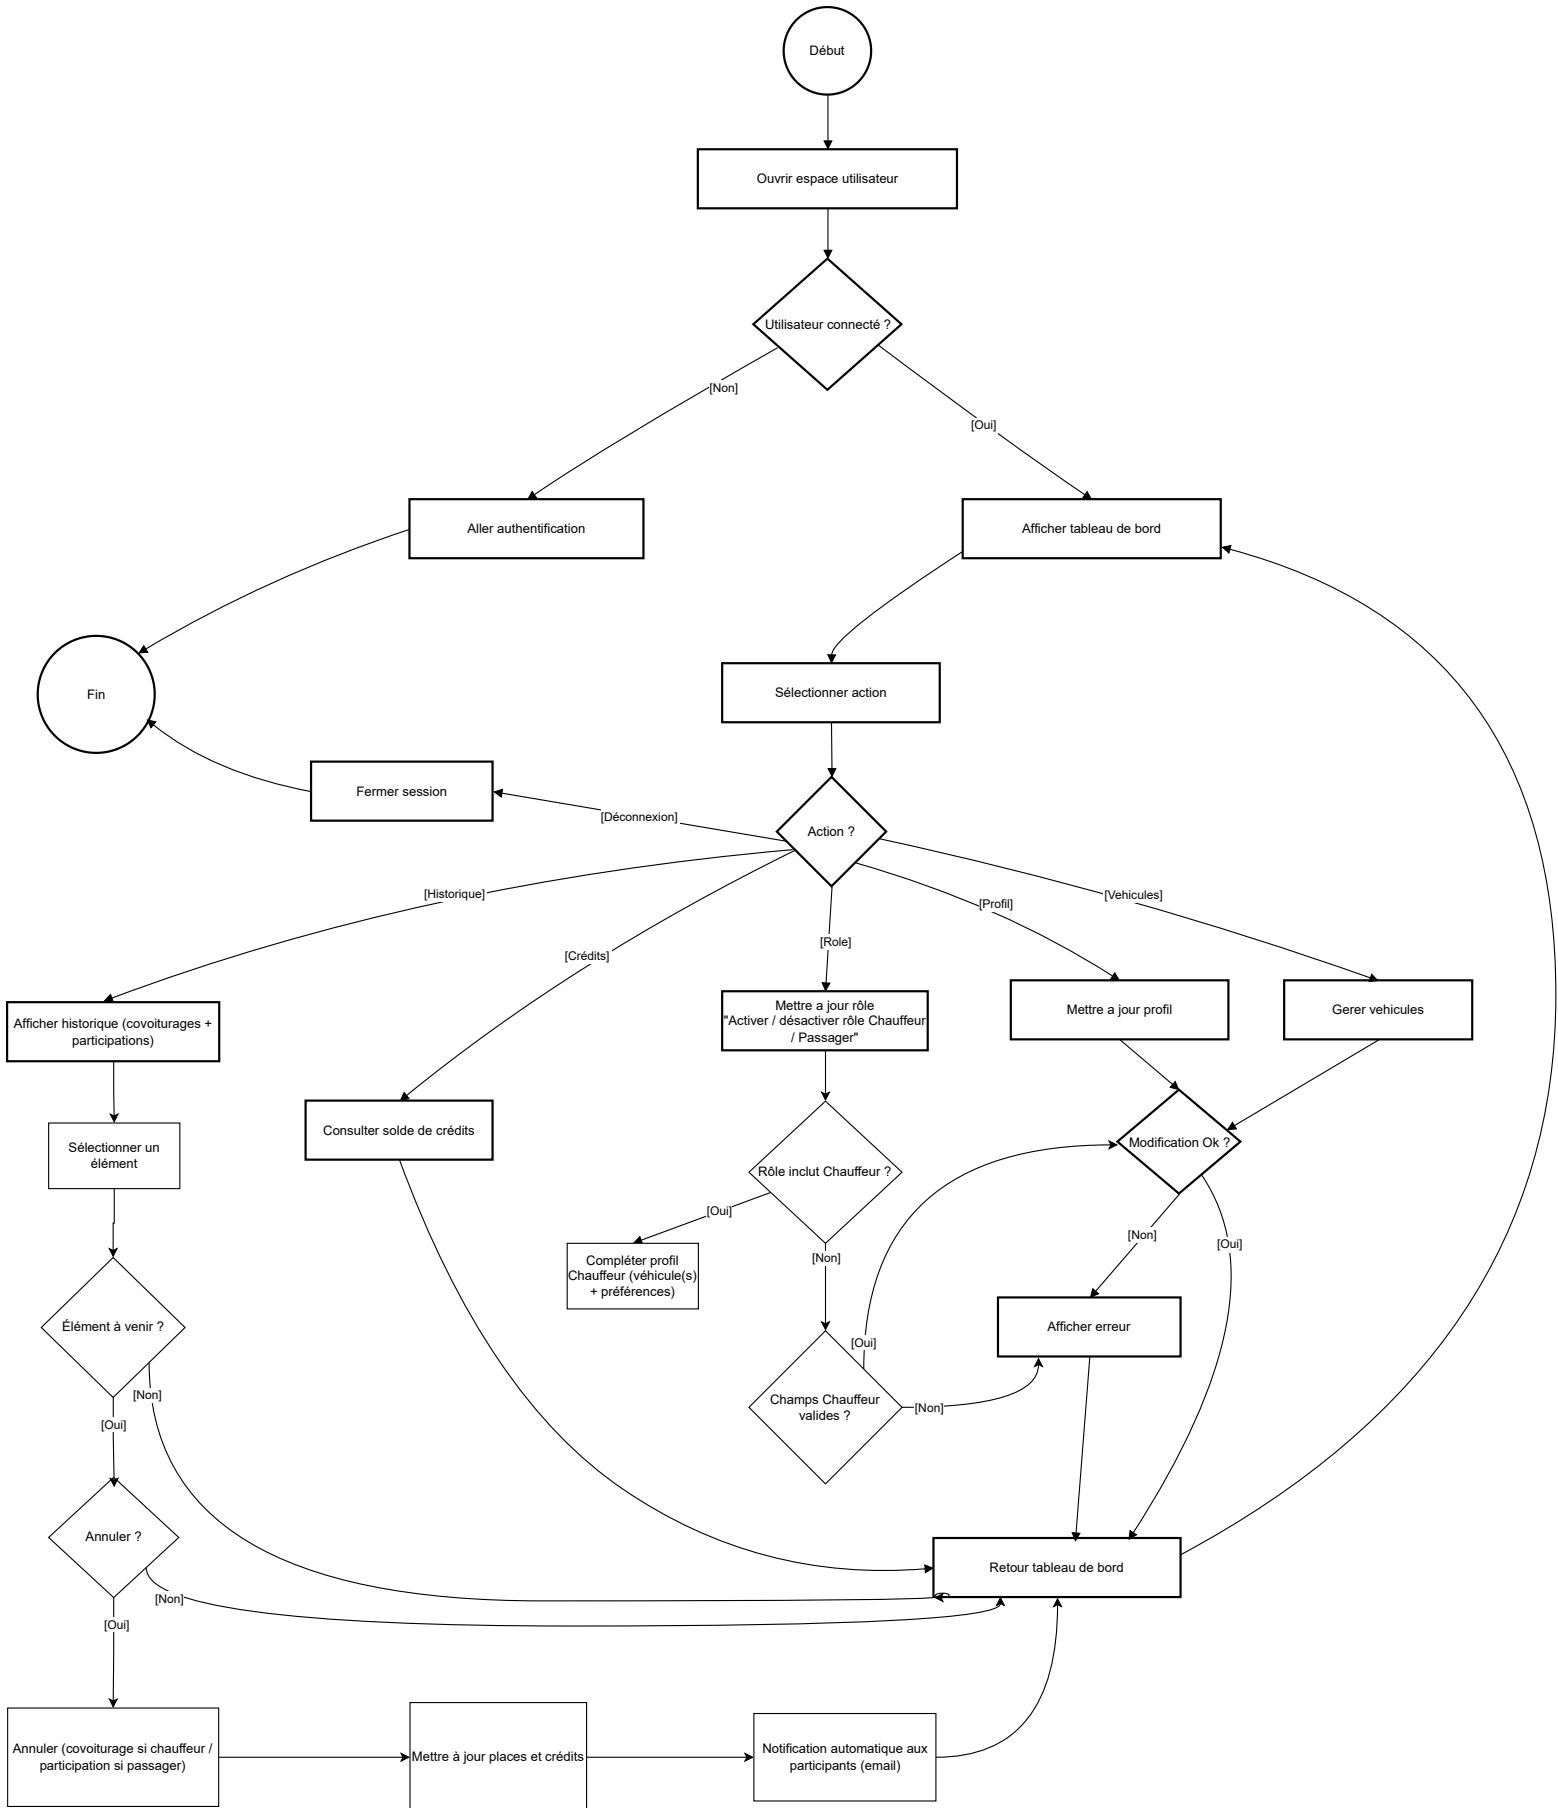 Début
Ouvrir espace utilisateur
Utilisateur connecté ?
[Non]
[Oui]
Aller authentification
Afficher tableau de bord
Fin
Sélectionner action
Fermer session
[Déconnexion]
Action ?
[Historique]
[Crédits]
[Role]
[Profil]
[Vehicules]
Afficher historique (covoiturages +
participations)
Mettre a jour rôle
"Activer / désactiver rôle Chauffeur
/ Passager"
Mettre a jour profil
Gerer vehicules
Sélectionner un
élément
Consulter solde de crédits
Rôle inclut Chauffeur ?
Modification Ok ?
[Oui]
[Non]
[Non]
[Oui]
Compléter profil
Chauffeur (véhicule(s)
+ préférences)
Élément à venir ?
Afficher erreur
[Oui]
[Non]
[Oui]
Champs Chauffeur
valides ?
[Non]
Annuler ?
Retour tableau de bord
[Non]
[Oui]
Annuler (covoiturage si chauffeur /
participation si passager)
Mettre à jour places et crédits
Notification automatique aux
participants (email)